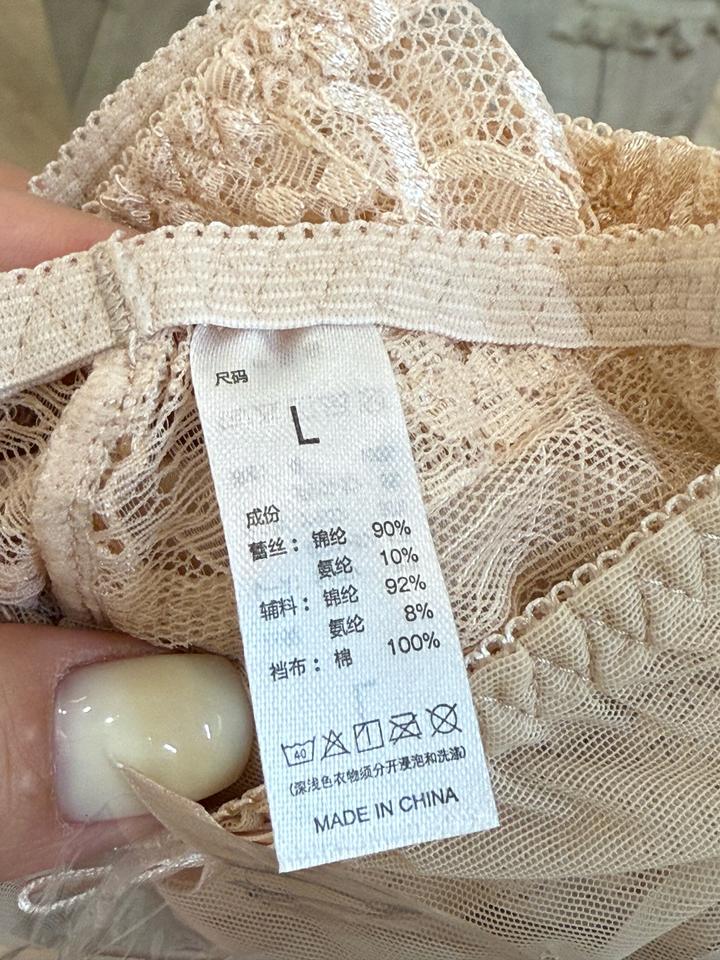 尺码
L
成份
蕾丝： 锦纶 90%
氨纶 10%
辅料： 锦纶 92%
氨纶 8%
裆布： 棉 100%
40
(深浅色衣物须分开浸泡和洗涤)
MADE IN CHINA